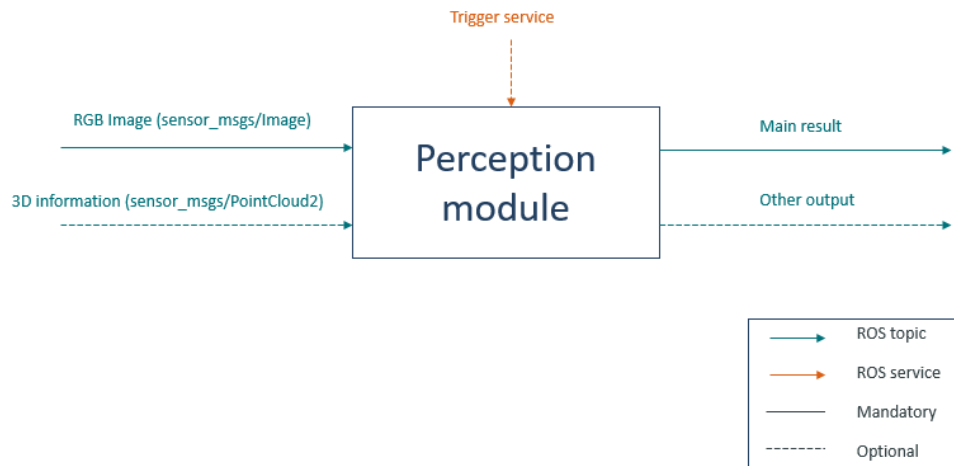 Trigger service
RGB Image (sensor_msgs/Image)
Main result
Perception
module
3D information (sensor_msgs/PointCloud2)
Other output
ROS topic
ROS service
Mandatory
Optional